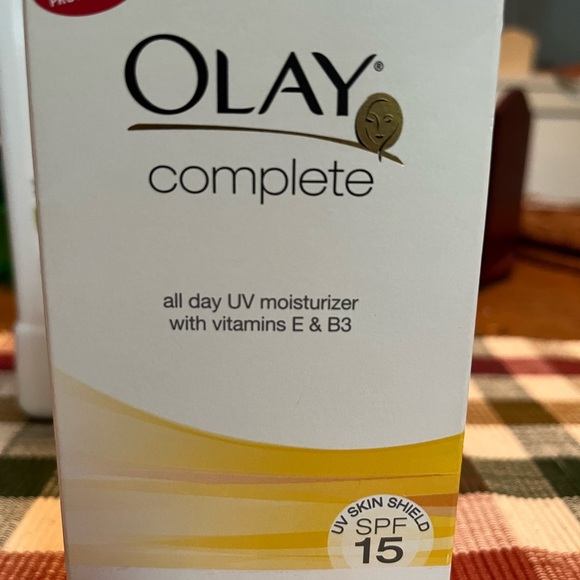 OLAY®
complete
all day UV moisturizer
with vitamins E & B3
UV SKIN SHIELD
SPF
15